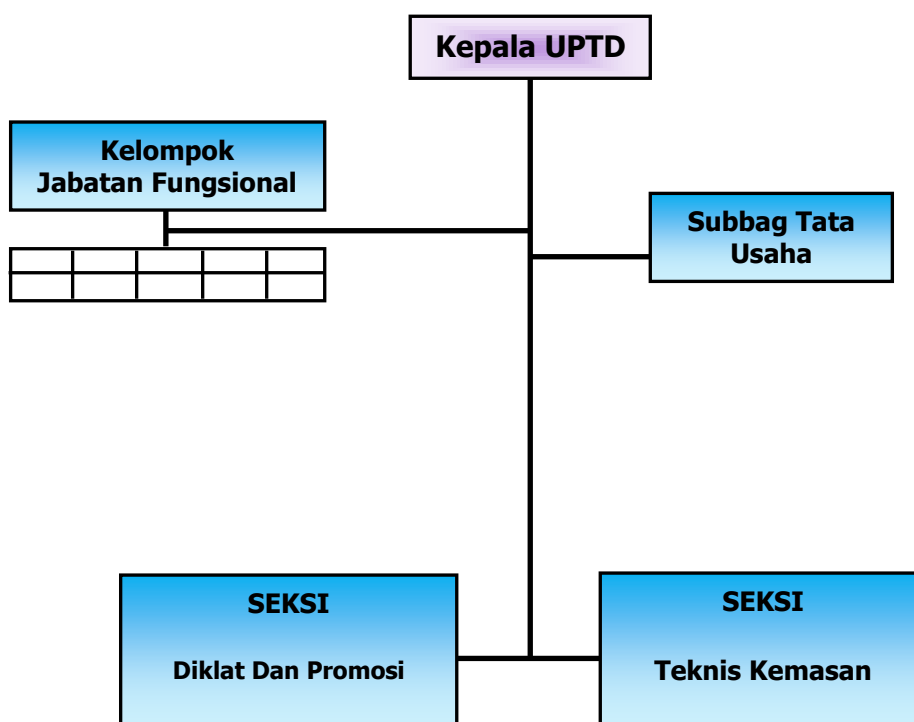 Kepala UPTD
Kelompok
Jabatan Fungsional
Subbag Tata
Usaha
SEKSI
Diklat Dan Promosi
SEKSI
Teknis Kemasan